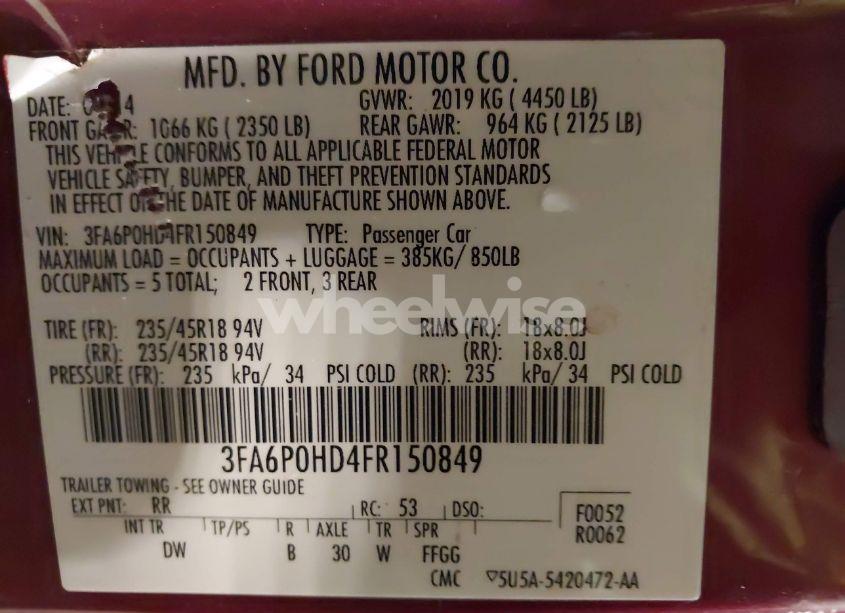 MFD. BY FORD MOTOR CO.
DATE: 4 GVWR: 2019 KG ( 4450 LB)
FRONT 1066 KG ( 2350 LB) REAR GAWR: 964 KG ( 2125 LB)
THIS CONFORMS TO ALL APPLICABLE FEDERAL MOTOR
VEHICLE BUMPER, AND THEFT PREVENTION STANDARDS
IN EFFECT DATE OF MANUFACTURE SHOWN ABOVE.
VIN: 3FA6P0HD4FR150849 TYPE: Passenger Car
MAXIMUM LOAD = OCCUPANTS + LUGGAGE = 385KG/ 850LB
OCCUPANTS = 5 TOTAL; 2 FRONT, 3 REAR
wheelwise
TIRE (FR): 235/45R18 94V RIMS (FR): 18x8.0J
(RR): 235/45R18 94V (RR): 18x8.0J
PRESSURE (FR): 235 kPa/ 34 PSI COLD (RR): 235 kPa/ 34 PSI COLD
3FA6P0HD4FR150849
TRAILER TOWING - SEE OWNER GUIDE
EXT PNT: RR RC: 53 DSO: F0052
INT TR TP/PS R AXLE TR SPR R0062
DW B 30 W FFGG
CMC ▽5U5A-5420472-AA